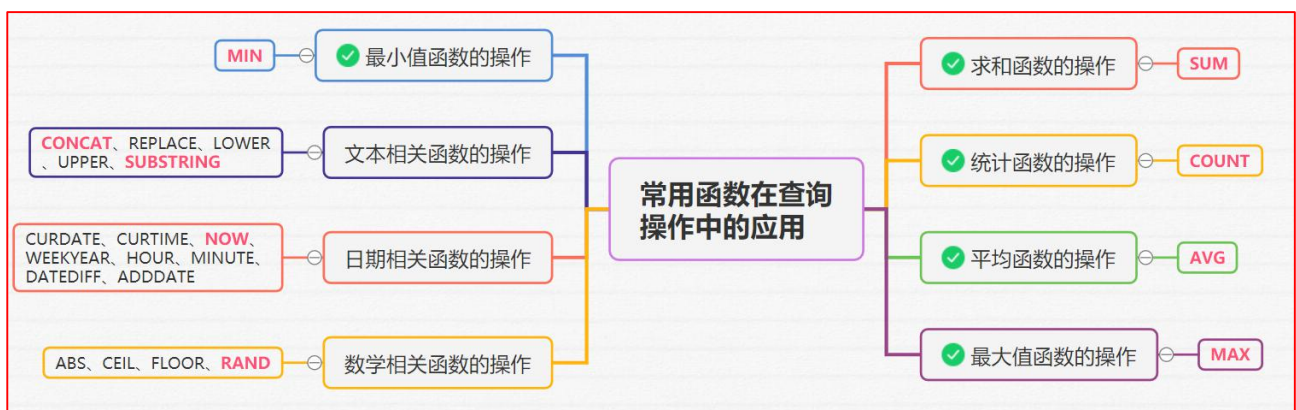 常用函数在查询
操作中的应用
最小值函数的操作
MIN
文本相关函数的操作
CONCAT、REPLACE、LOWER
、UPPER、SUBSTRING
日期相关函数的操作
CURDATE、CURTIME、NOW、
WEEKYEAR、HOUR、MINUTE、
DATEDIFF、ADDDATE
数学相关函数的操作
ABS、CEIL、FLOOR、RAND
求和函数的操作
SUM
统计函数的操作
COUNT
平均函数的操作
AVG
最大值函数的操作
MAX